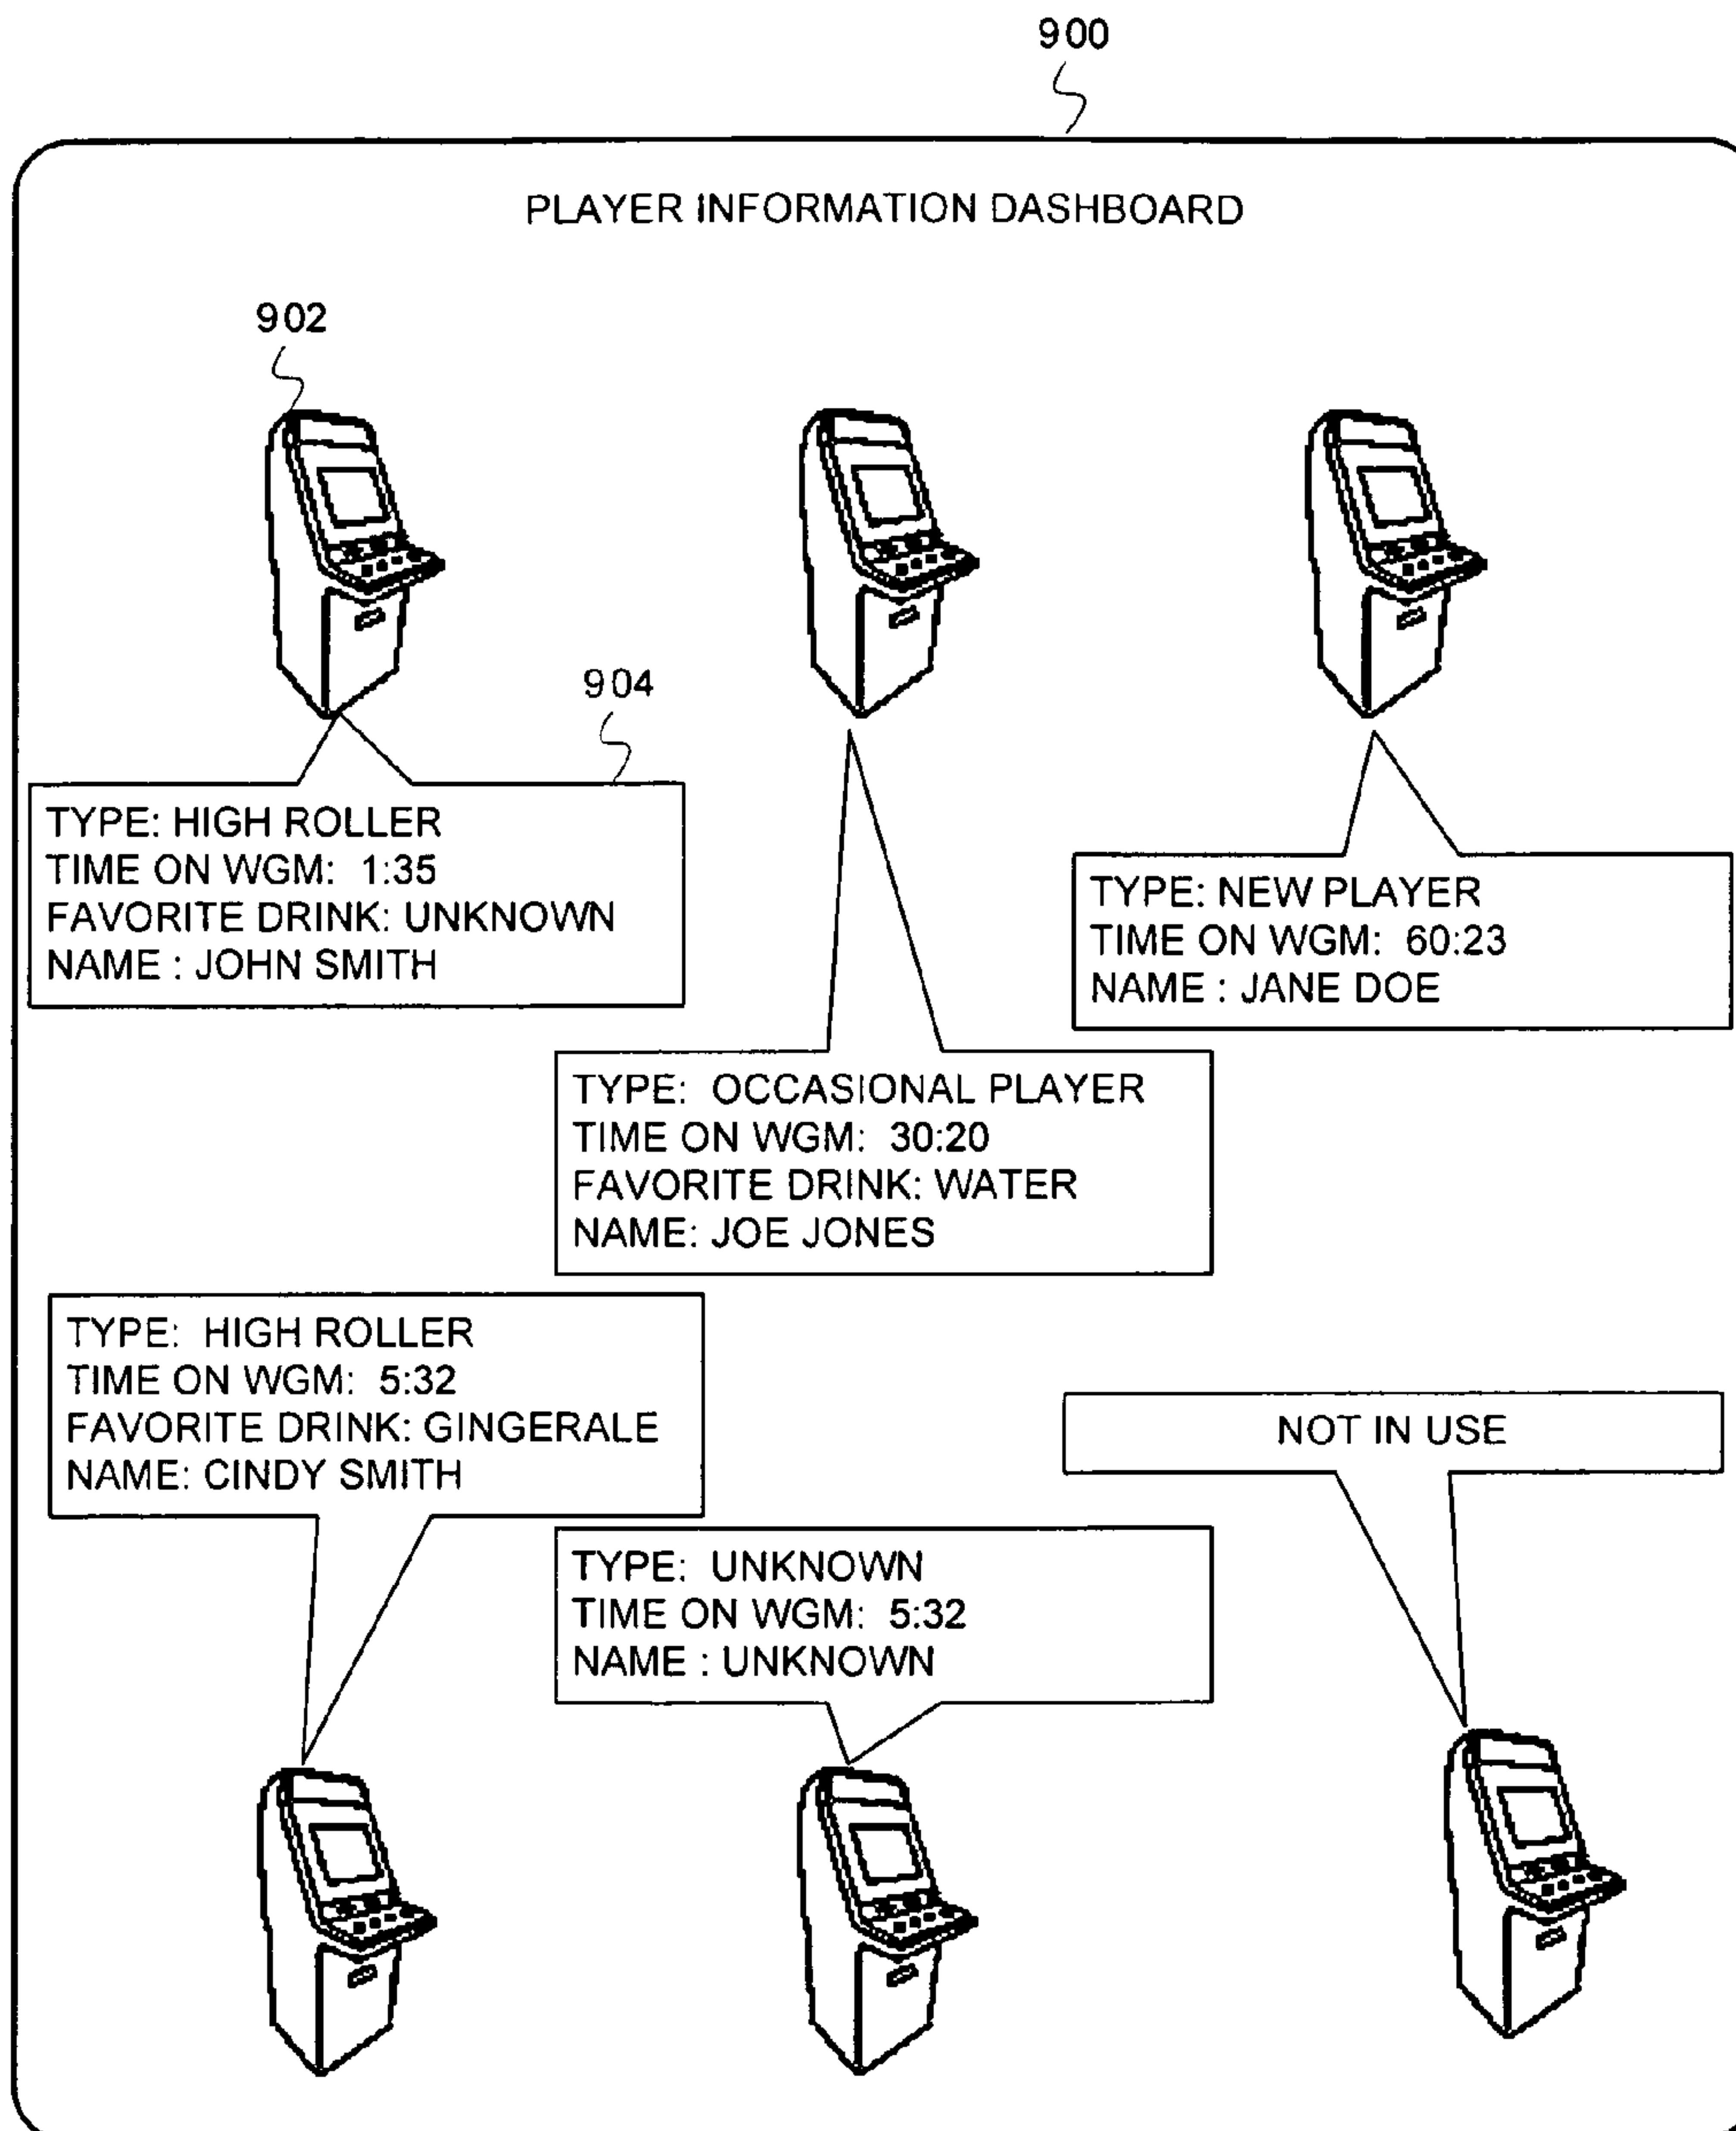 900
PLAYER INFORMATION DASHBOARD
902
904
TYPE: HIGH ROLLER
TIME ON WGM: 1:35
FAVORITE DRINK: UNKNOWN
NAME : JOHN SMITH
TYPE: NEW PLAYER
TIME ON WGM: 60:23
NAME : JANE DOE
TYPE: OCCASIONAL PLAYER
TIME ON WGM: 30:20
FAVORITE DRINK: WATER
NAME: JOE JONES
TYPE: HIGH ROLLER
TIME ON WGM: 5:32
FAVORITE DRINK: GINGERALE
NAME: CINDY SMITH
NOT IN USE
TYPE: UNKNOWN
TIME ON WGM: 5:32
NAME : UNKNOWN